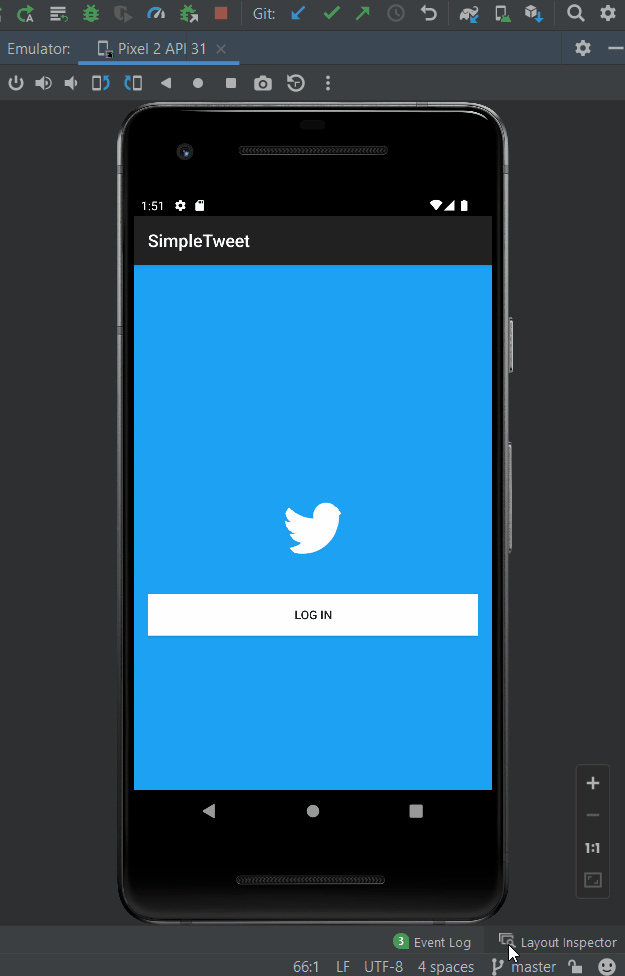 Git:
Emulator: Pixel 2 API 31
1:51
SimpleTweet
LOG IN
1:1
3 Event Log Layout Inspector
66:1 LF UTF-8 4 spaces master